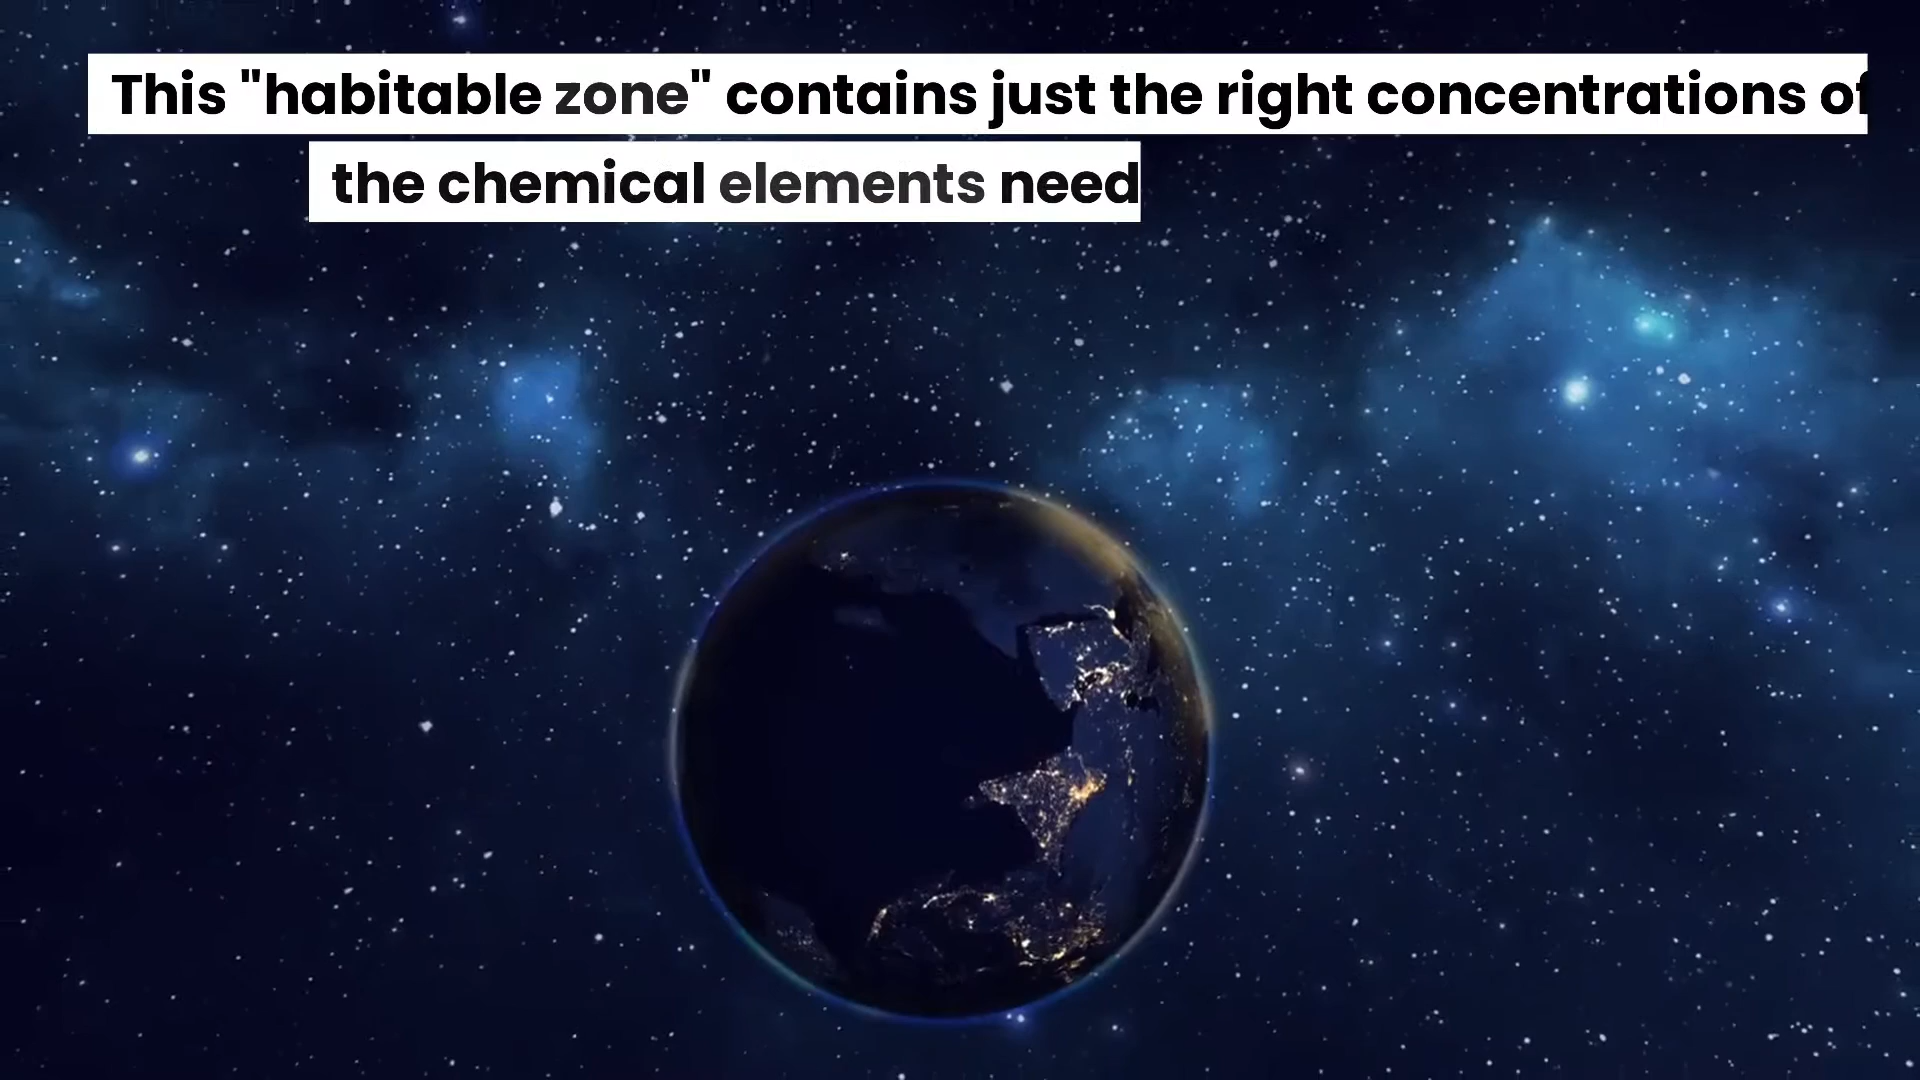 This "habitable zone" contains just the right concentrations of
the chemical elements need